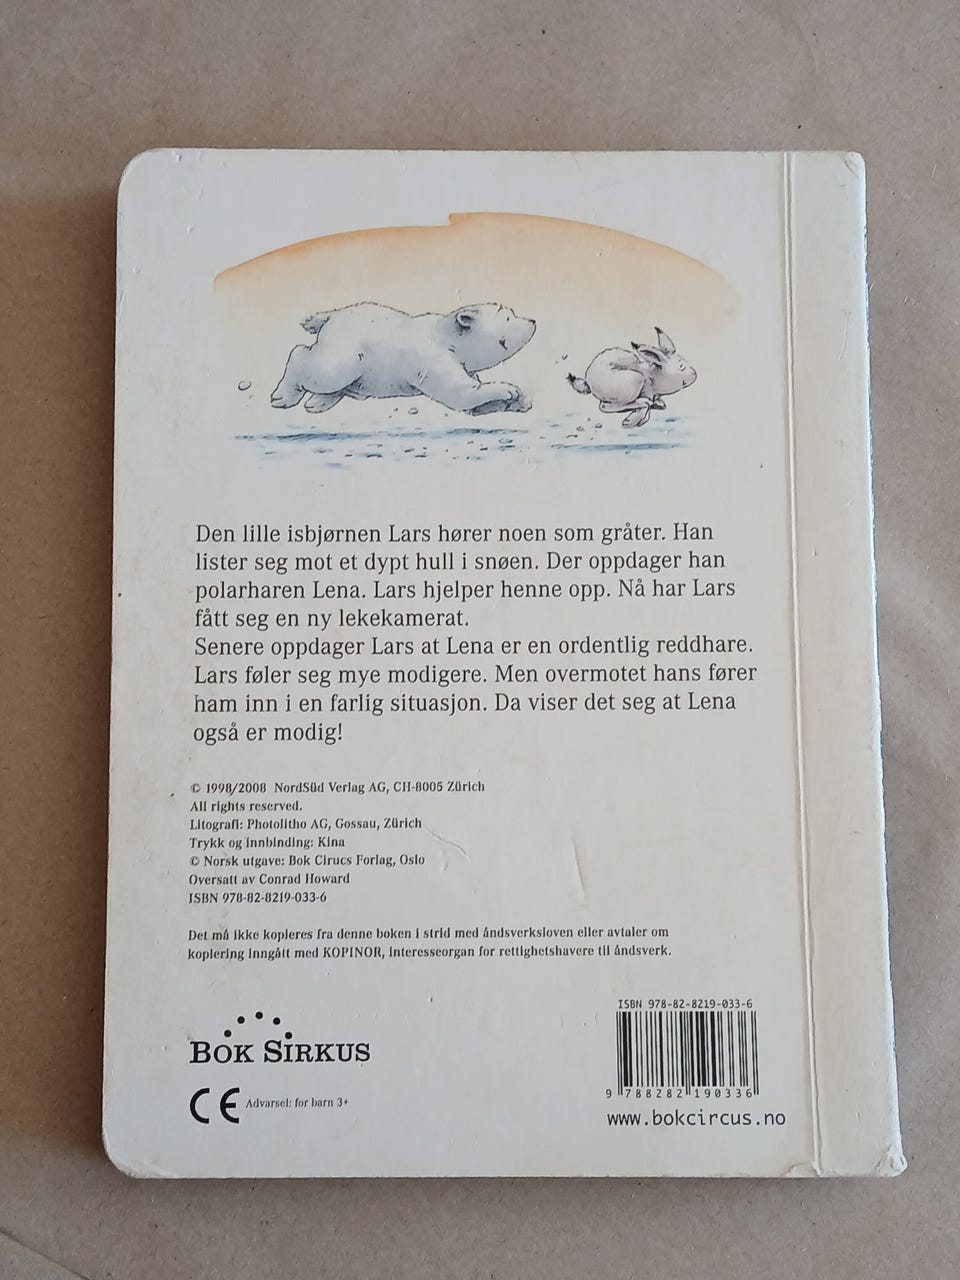 Den lille isbjørnen Lars hører noen som gråter. Han
lister seg mot et dypt hull i snøen. Der oppdager han
polarharen Lena. Lars hjelper henne opp. Nå har Lars
fått seg en ny lekekamerat.
Senere oppdager Lars at Lena er en ordentlig reddhare.
Lars føler seg mye modigere. Men overmotet hans fører
ham inn i en farlig situasjon. Da viser det seg at Lena
også er modig!
© 1998/2008 NordSüd Verlag AG, CH-8005 Zürich
All rights reserved.
Litografi: Photolitho AG, Gossau, Zürich
Trykk og innbinding: Kina
© Norsk utgave: Bok Cirucs Forlag, Oslo
Oversatt av Conrad Howard
ISBN 978-82-8219-033-6
Det må ikke kopieres fra denne boken i strid med åndsverksloven eller avtaler om
kopiering inngått med KOPINOR, interesseorgan for rettighetshavere til åndsverk.
BOK SIRKUS
CE Advarsel: for barn 3+
ISBN 978-82-8219-033-6
9 788282 190336
www.bokcircus.no